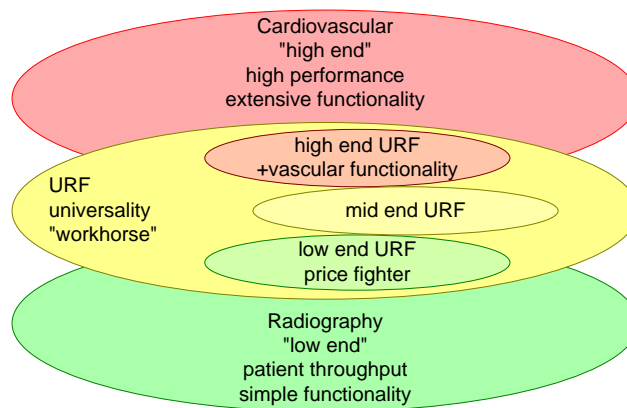 Cardiovascular
"high end"
high performance
extensive functionality
high end URF
+vascular functionality
URF
universality
"workhorse"
mid end URF
low end URF
price fighter
Radiography
"low end"
patient throughput
simple functionality